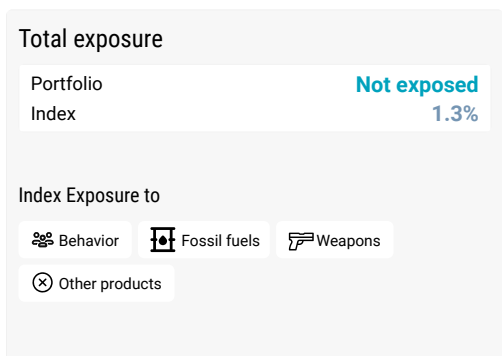 Total exposure
Portfolio Not exposed
Index 1.3%
Index Exposure to
Behavior Fossil fuels Weapons
Other products